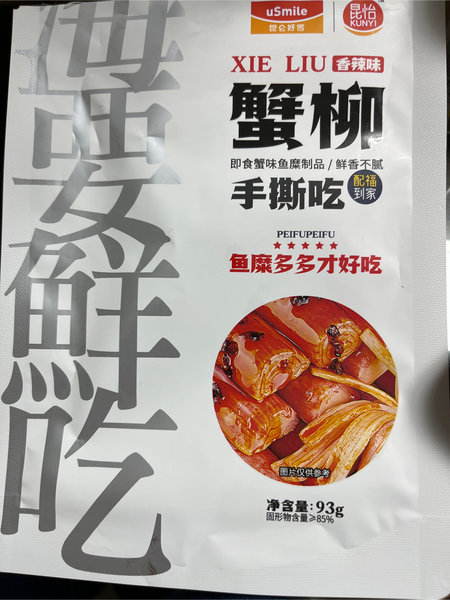 海要鲜吃
uSmile
昆仑好客
昆怡
KUNYI
XIE LIU 香辣味
蟹柳
即食蟹味鱼糜制品/鲜香不腻
手撕吃
配福到家
PEIFUPEIFU
鱼糜多多才好吃
图片仅供参考
净含量:93g
固形物含量≥85%